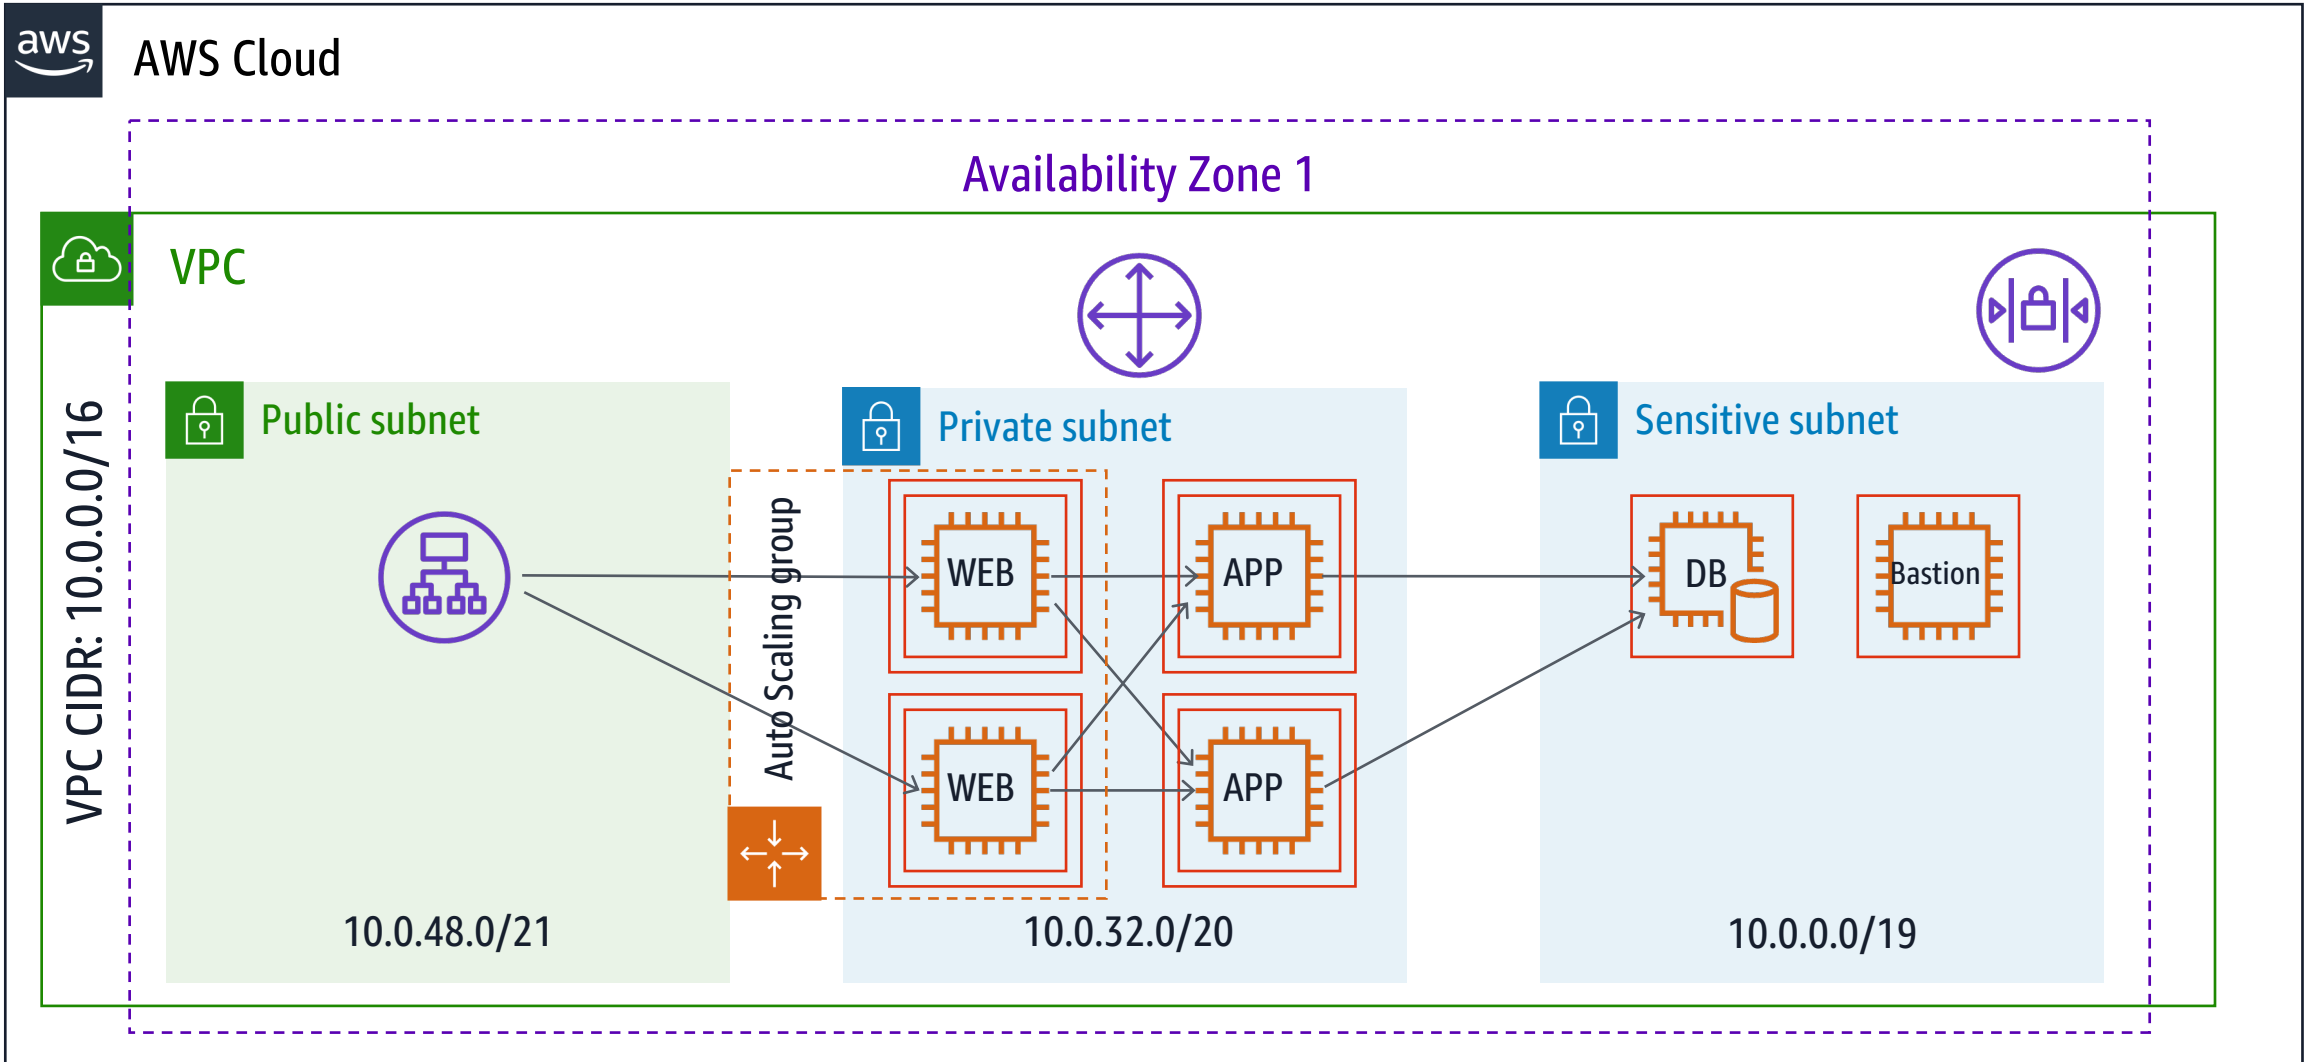 aws
AWS Cloud
Availability Zone 1
VPC
VPC CIDR: 10.0.0.0/16
Public subnet
10.0.48.0/21
Auto Scaling group
Private subnet
WEB
APP
WEB
APP
10.0.32.0/20
Sensitive subnet
DB
Bastion
10.0.0.0/19